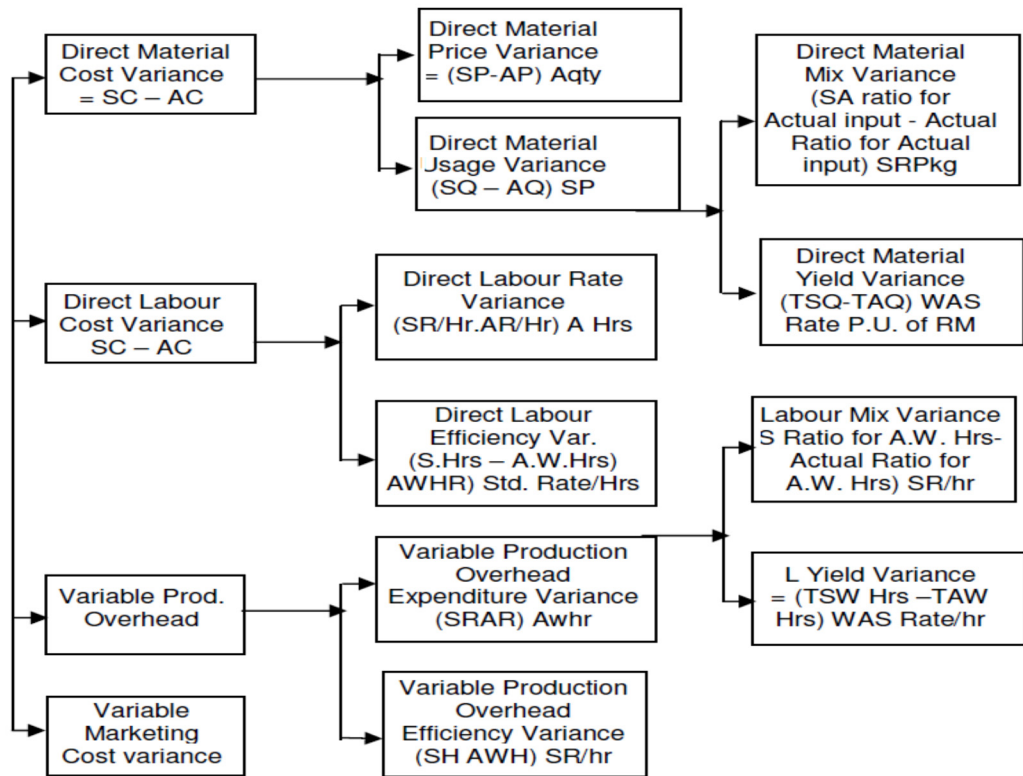 Direct Material
Cost Variance
= SC – AC
Direct Material
Price Variance
= (SP-AP) Aqty
Direct Material
Usage Variance
(SQ – AQ) SP
Direct Material
Mix Variance
(SA ratio for
Actual input - Actual
Ratio for Actual
input) SRPkg
Direct Material
Yield Variance
(TSQ-TAQ) WAS
Rate P.U. of RM
Direct Labour
Cost Variance
SC – AC
Direct Labour Rate
Variance
(SR/Hr.AR/Hr) A Hrs
Direct Labour
Efficiency Var.
(S.Hrs – A.W.Hrs)
AWHR) Std. Rate/Hrs
Labour Mix Variance
S Ratio for A.W. Hrs-
Actual Ratio for
A.W. Hrs) SR/hr
L Yield Variance
= (TSW Hrs –TAW
Hrs) WAS Rate/hr
Variable Prod.
Overhead
Variable Production
Overhead
Expenditure Variance
(SRAR) Awhr
Variable Production
Overhead
Efficiency Variance
(SH AWH) SR/hr
Variable
Marketing
Cost variance